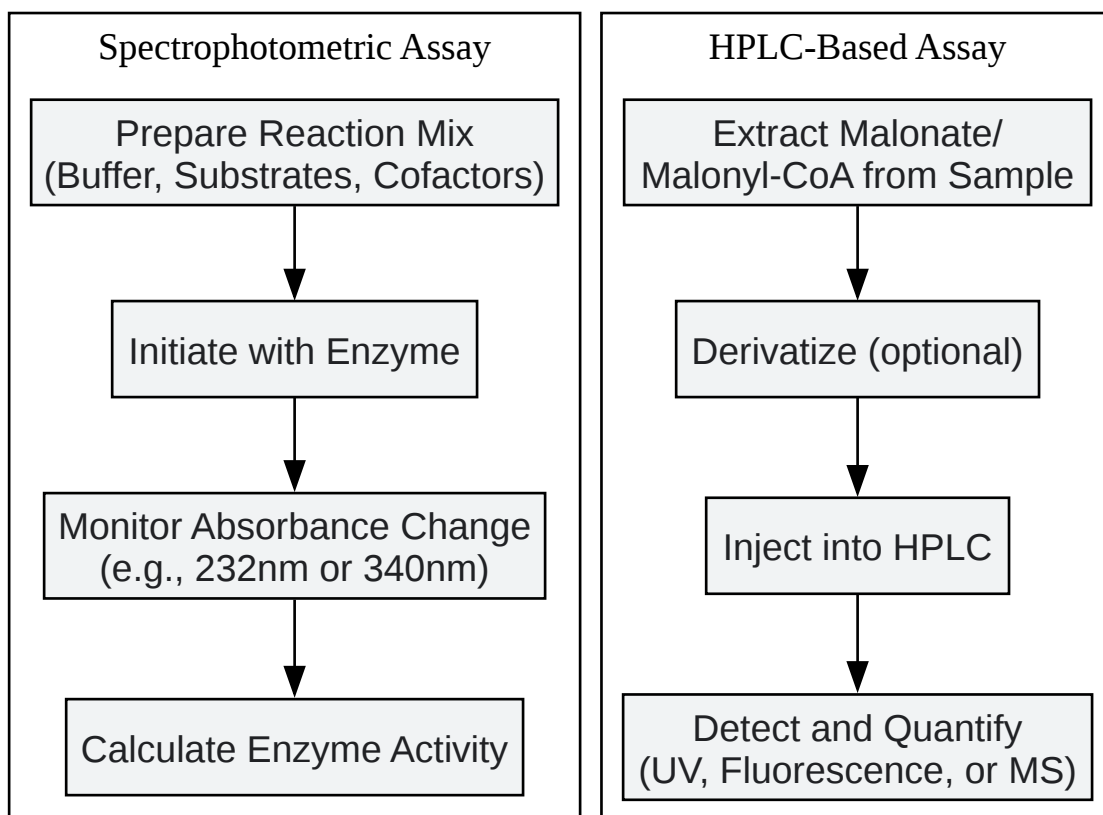 Spectrophotometric Assay
Prepare Reaction Mix
(Buffer, Substrates, Cofactors)
Initiate with Enzyme
Monitor Absorbance Change
(e.g., 232nm or 340nm)
Calculate Enzyme Activity
HPLC-Based Assay
Extract Malonate/
Malonyl-CoA from Sample
Derivatize (optional)
Inject into HPLC
Detect and Quantify
(UV, Fluorescence, or MS)